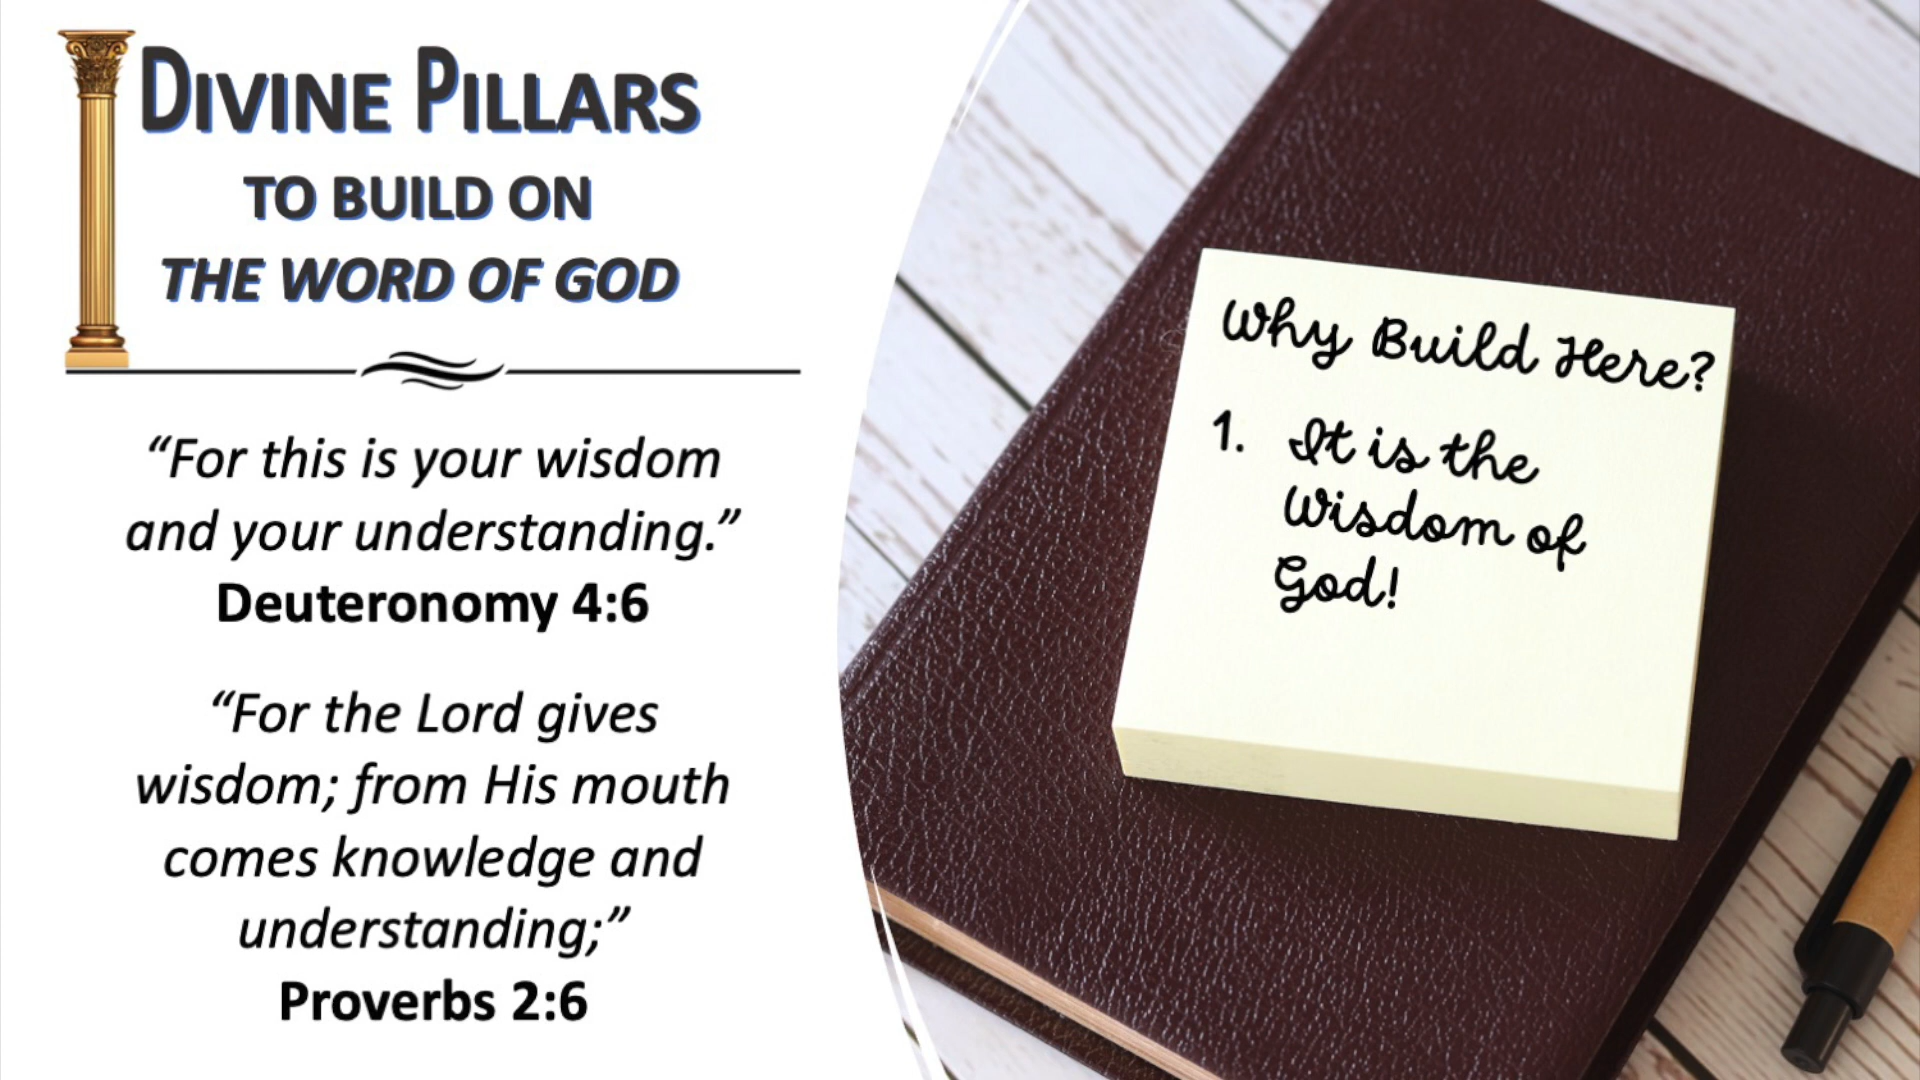 DIVINE PILLARS
TO BUILD ON
THE WORD OF GOD
“For this is your wisdom
and your understanding.”
Deuteronomy 4:6
“For the Lord gives
wisdom; from His mouth
comes knowledge and
understanding;”
Proverbs 2:6
Why Build Here?
1. It is the
Wisdom of
God!